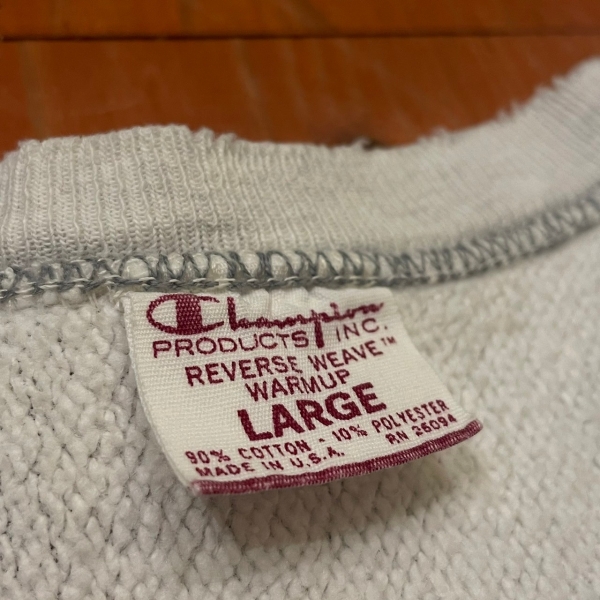 Champion
PRODUCTS INC.
REVERSE WEAVE™
WARMUP
LARGE
90% COTTON - 10% POLYESTER
MADE IN U.S.A. RN 26094